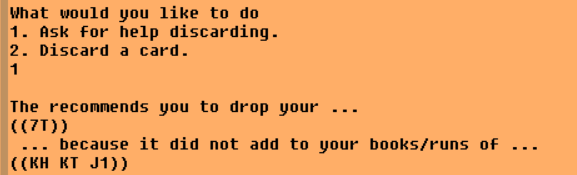 What would you like to do
1. Ask for help discarding.
2. Discard a card.
1
The recommends you to drop your ...
((7T))
... because it did not add to your books/runs of ...
((KH KT J1))